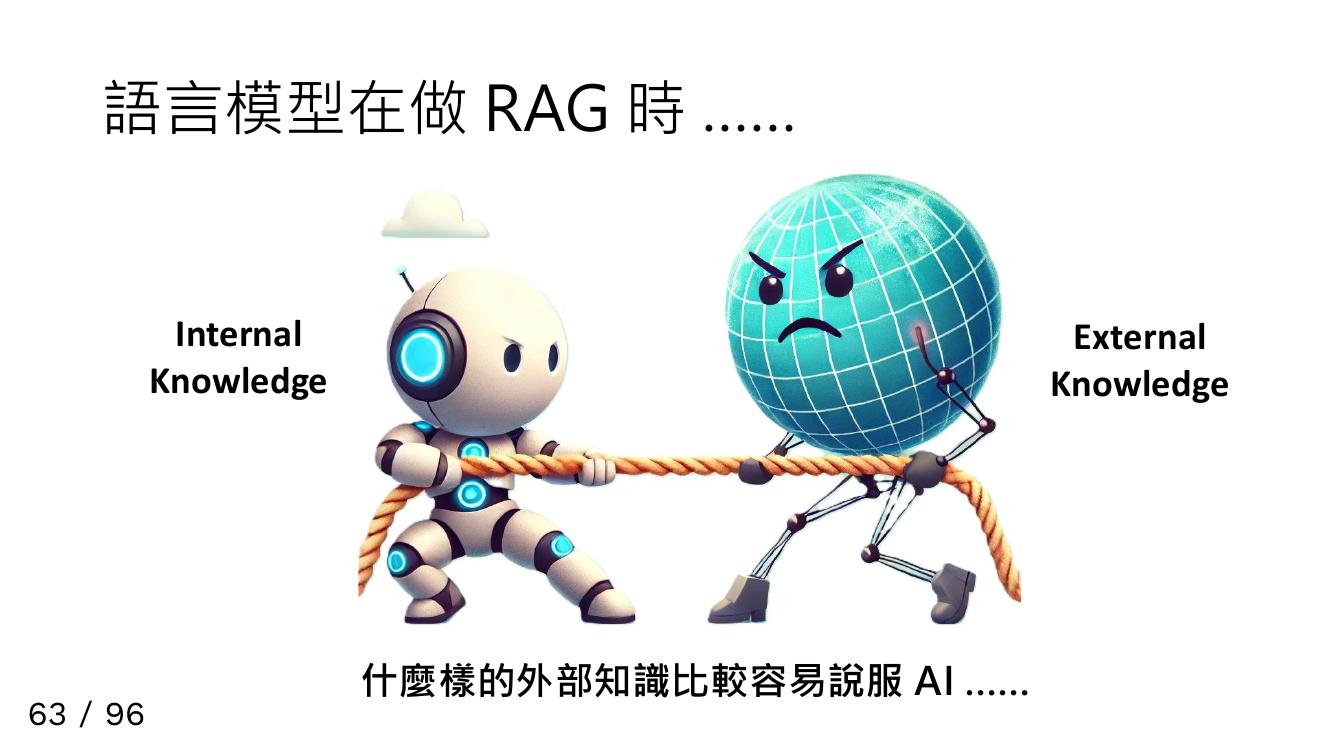 語言模型在做 RAG 時 ......
Internal
Knowledge
External
Knowledge
什麼樣的外部知識比較容易說服 AI ......
63 / 96